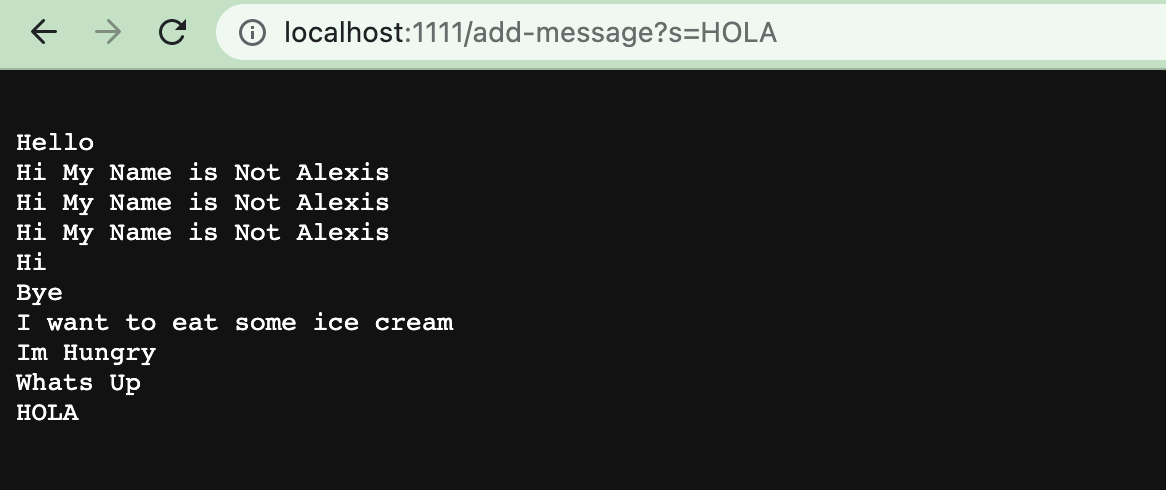 localhost:1111/add-message?s=HOLA
Hello
Hi My Name is Not Alexis
Hi My Name is Not Alexis
Hi My Name is Not Alexis
Hi
Bye
I want to eat some ice cream
Im Hungry
Whats Up
HOLA